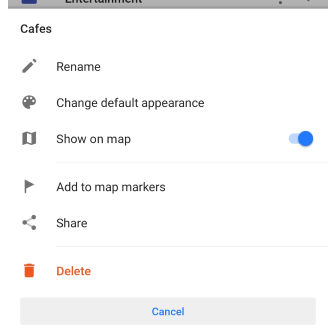 Entertainment
Cafes
Rename
Change default appearance
Show on map
Add to map markers
Share
Delete
Cancel